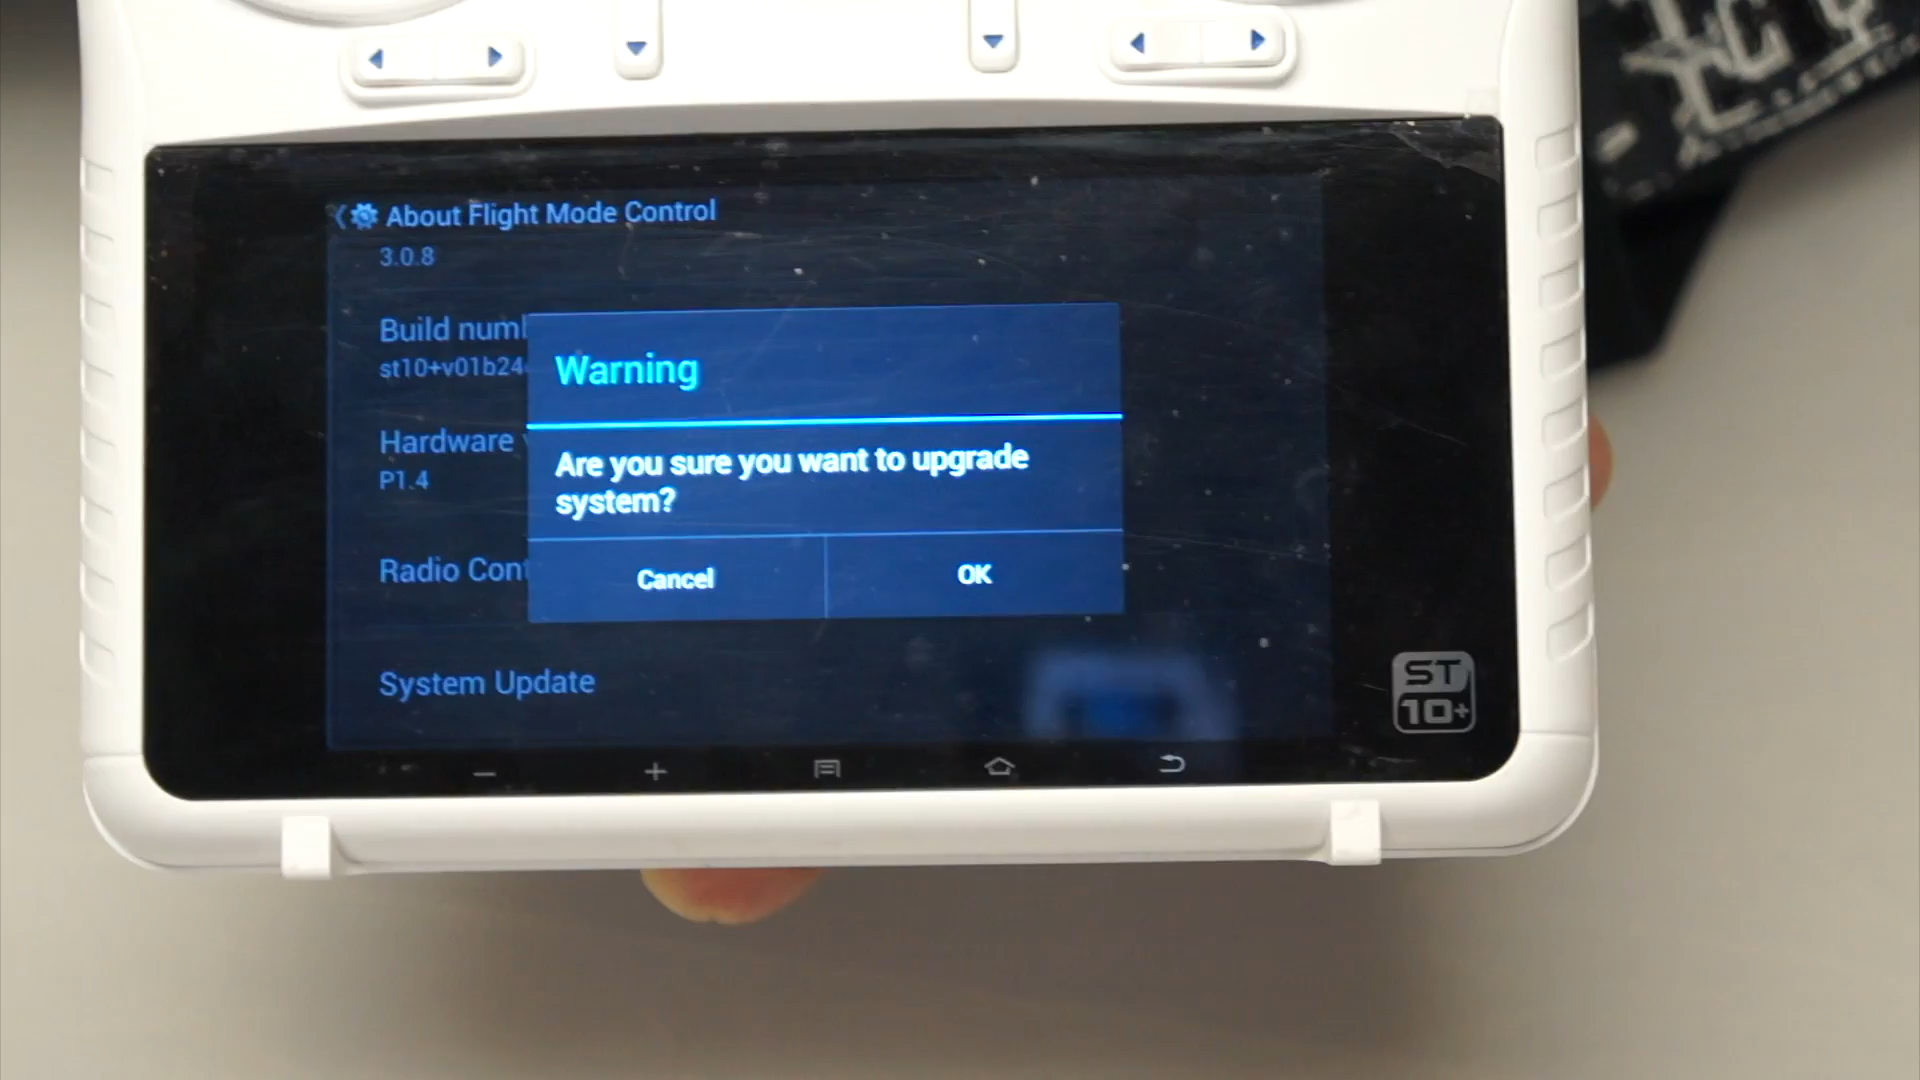 About Flight Mode Control
3.0.8
Build numb
st10+v01b24
Warning
Are you sure you want to upgrade
system?
Hardware
P1.4
Radio Cont
Cancel
OK
System Update
ST
10+